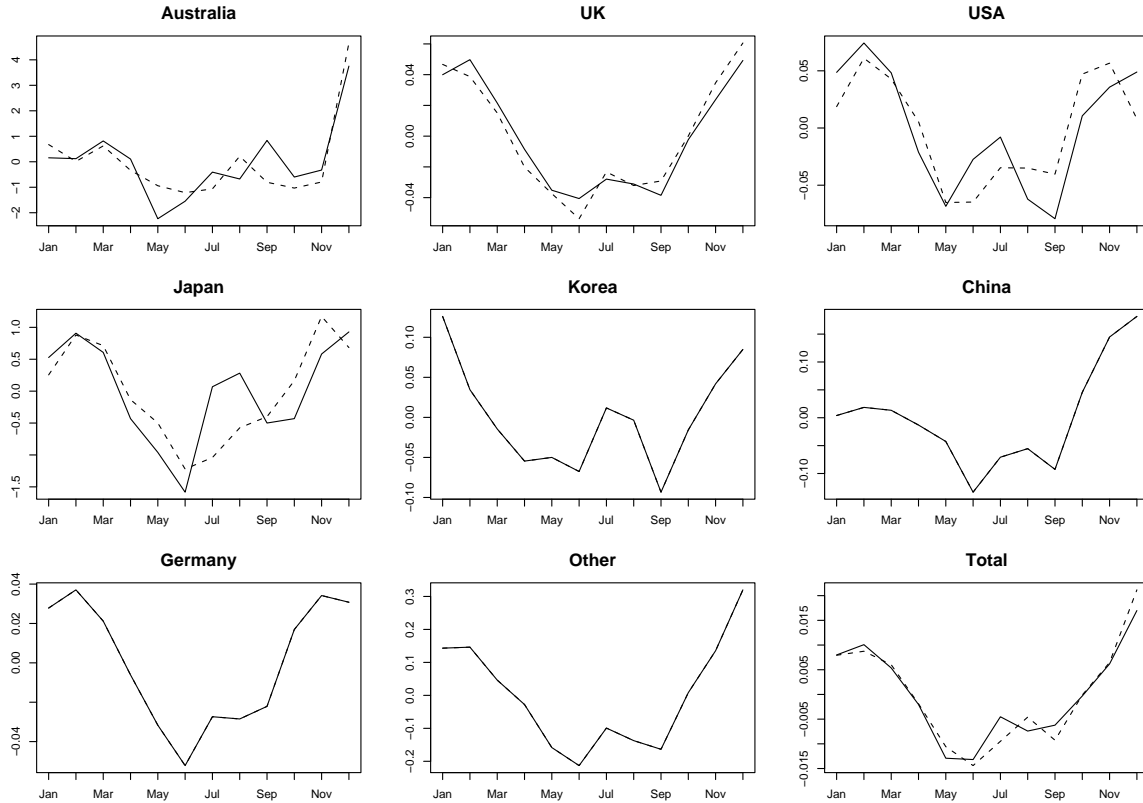 Australia
4
3
2
1
0
−1
−2
Jan Mar May Jul Sep Nov
UK
0.04
0.00
−0.04
Jan Mar May Jul Sep Nov
USA
0.05
0.00
−0.05
Jan Mar May Jul Sep Nov
Japan
1.0
0.5
0.0
−0.5
−1.5
Jan Mar May Jul Sep Nov
Korea
0.10
0.05
0.00
−0.05
−0.10
Jan Mar May Jul Sep Nov
China
0.10
0.00
−0.10
Jan Mar May Jul Sep Nov
Germany
0.04
0.02
0.00
−0.04
Jan Mar May Jul Sep Nov
Other
0.3
0.2
0.1
0.0
−0.1
−0.2
Jan Mar May Jul Sep Nov
Total
0.015
0.005
−0.005
−0.015
Jan Mar May Jul Sep Nov